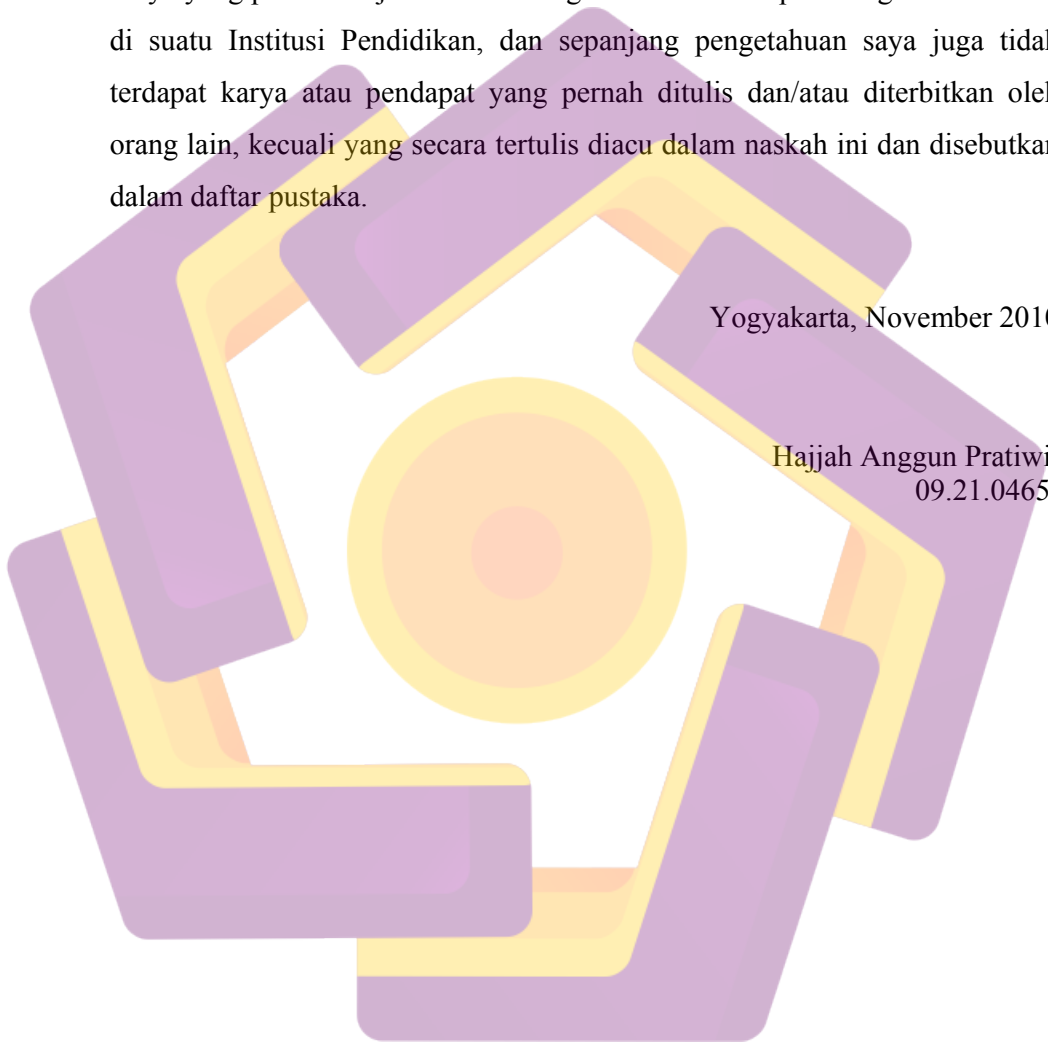 di suatu Institusi Pendidikan, dan sepanjang pengetahuan saya juga tidak
terdapat karya atau pendapat yang pernah ditulis dan/atau diterbitkan oleh
orang lain, kecuali yang secara tertulis diacu dalam naskah ini dan disebutkan
dalam daftar pustaka.
Yogyakarta, November 2010
Hajjah Anggun Pratiwi
09.21.0465